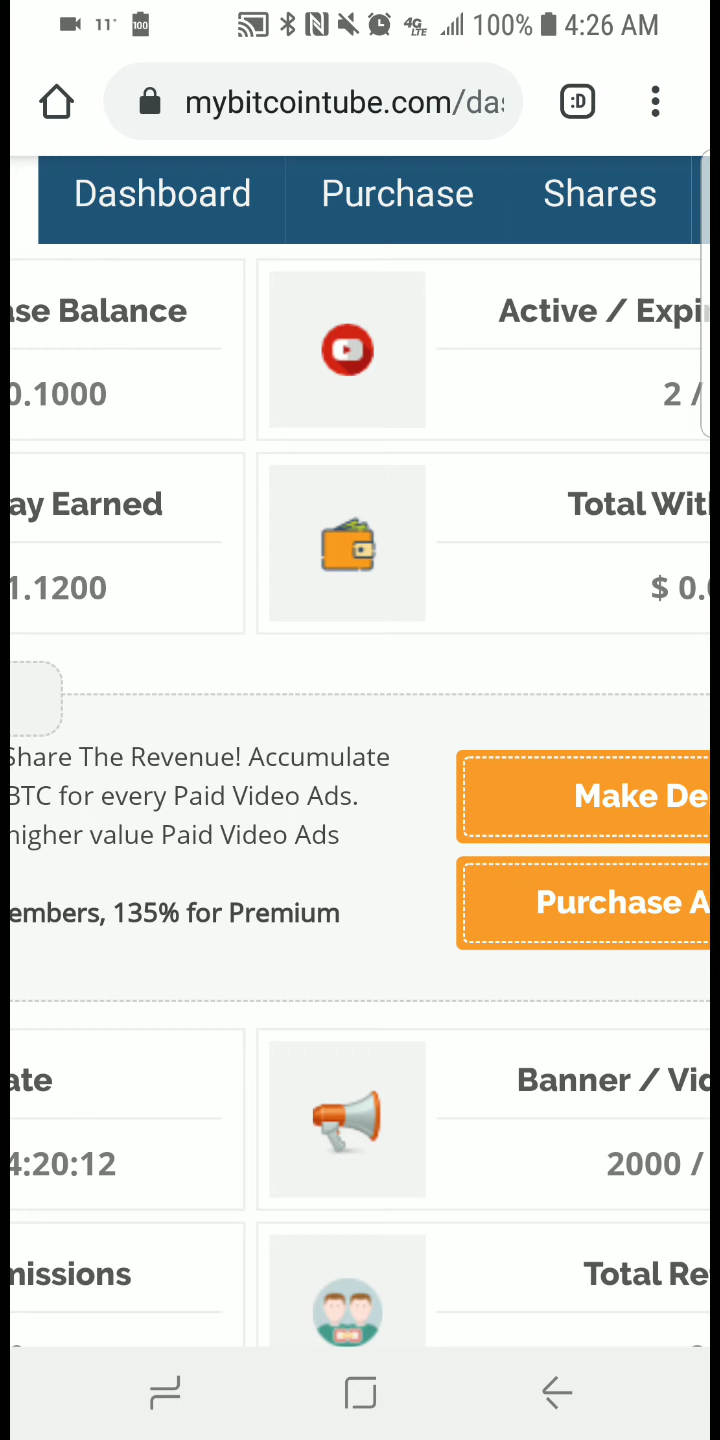 11° 100 4G LTE 100% 4:26 AM
mybitcointube.com/das :D
Dashboard Purchase Shares
ase Balance Active / Expi
0.1000 2 /
ay Earned Total Wit
1.1200 $ 0.
Share The Revenue! Accumulate
BTC for every Paid Video Ads.
higher value Paid Video Ads
embers, 135% for Premium
Make De
Purchase A
ate Banner / Vid
4:20:12 2000 /
missions Total Re